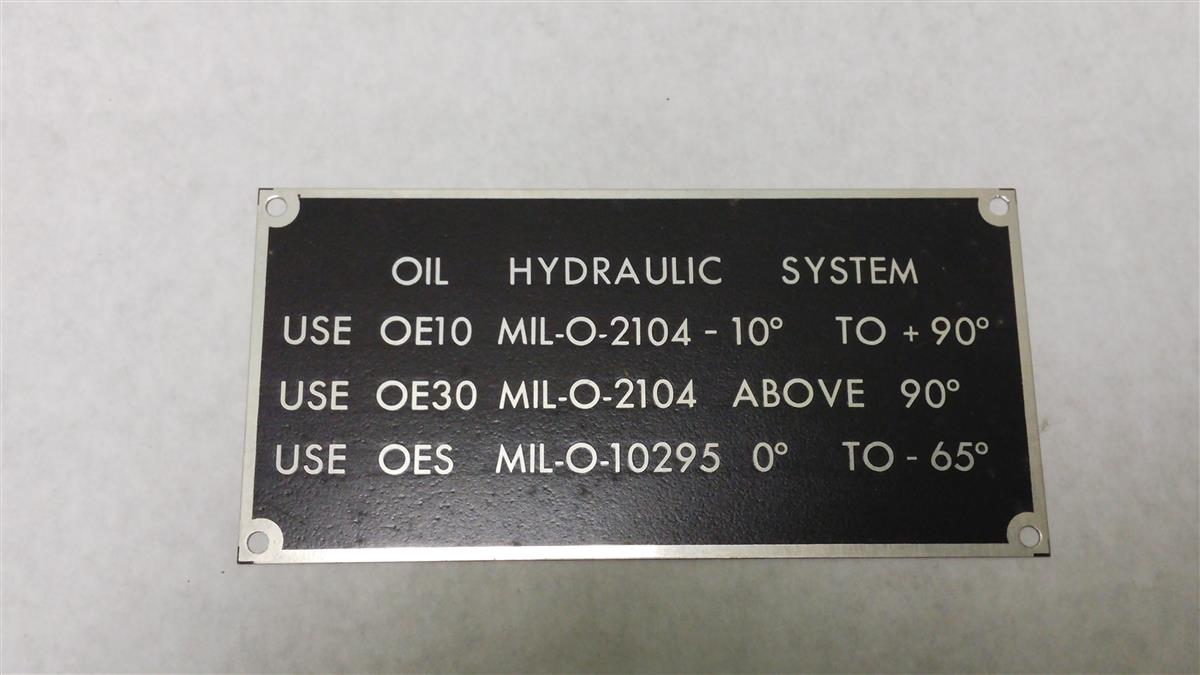 OIL HYDRAULIC SYSTEM
USE OE10 MIL-O-2104 - 10° TO + 90°
USE OE30 MIL-O-2104 ABOVE 90°
USE OES MIL-O-10295 0° TO - 65°